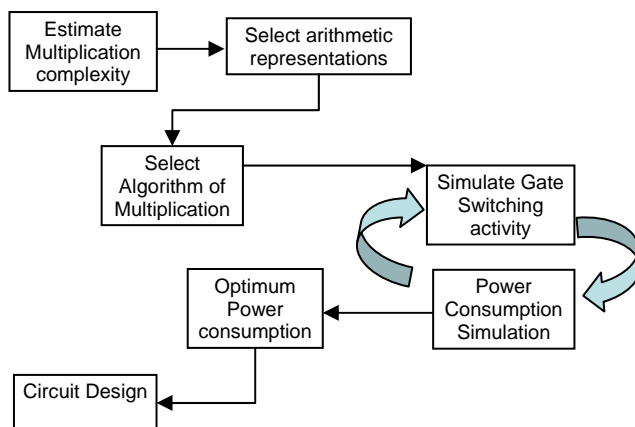 Estimate
Multiplication
complexity
Select arithmetic
representations
Select
Algorithm of
Multiplication
Simulate Gate
Switching
activity
Optimum
Power
consumption
Power
Consumption
Simulation
Circuit Design